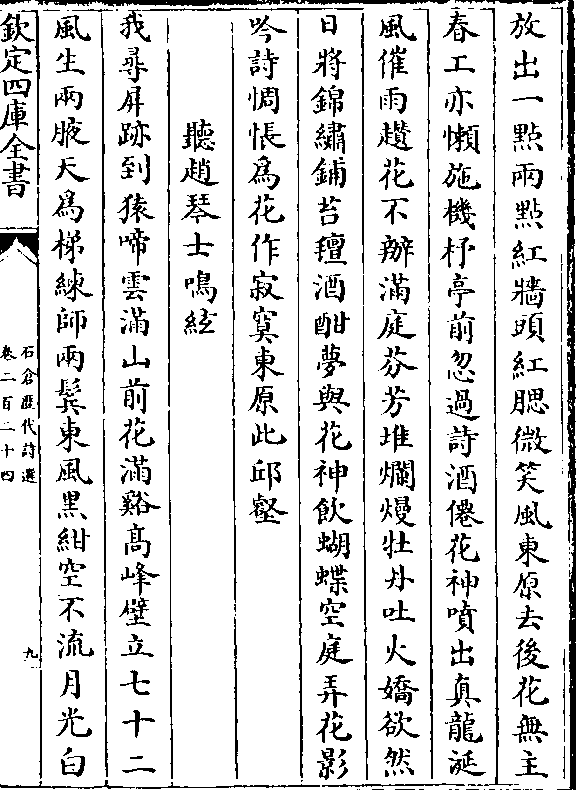 放出一點兩點紅牆頭紅腮微笑風東原去後花無主
春工亦懶施機杼亭前忽過詩酒僊花神噴出真龍涎
風催雨趲花不辦滿庭芬芳堆爛熳牡丹吐火嬌欲然
日將錦繡鋪苔氊酒酣夢與花神飲蝴蝶空庭弄花影
吟詩惆悵為花作寂寞東原此邱壑
聽趙琴士鳴絃
我尋屏跡到猿啼雲滿山前花滿谿高峰壁立七十二
風生兩腋天為梯練師兩鬂東風黒紺空不流月光白
欽定四庫全書
石倉歷代詩選
卷二百二十四
九